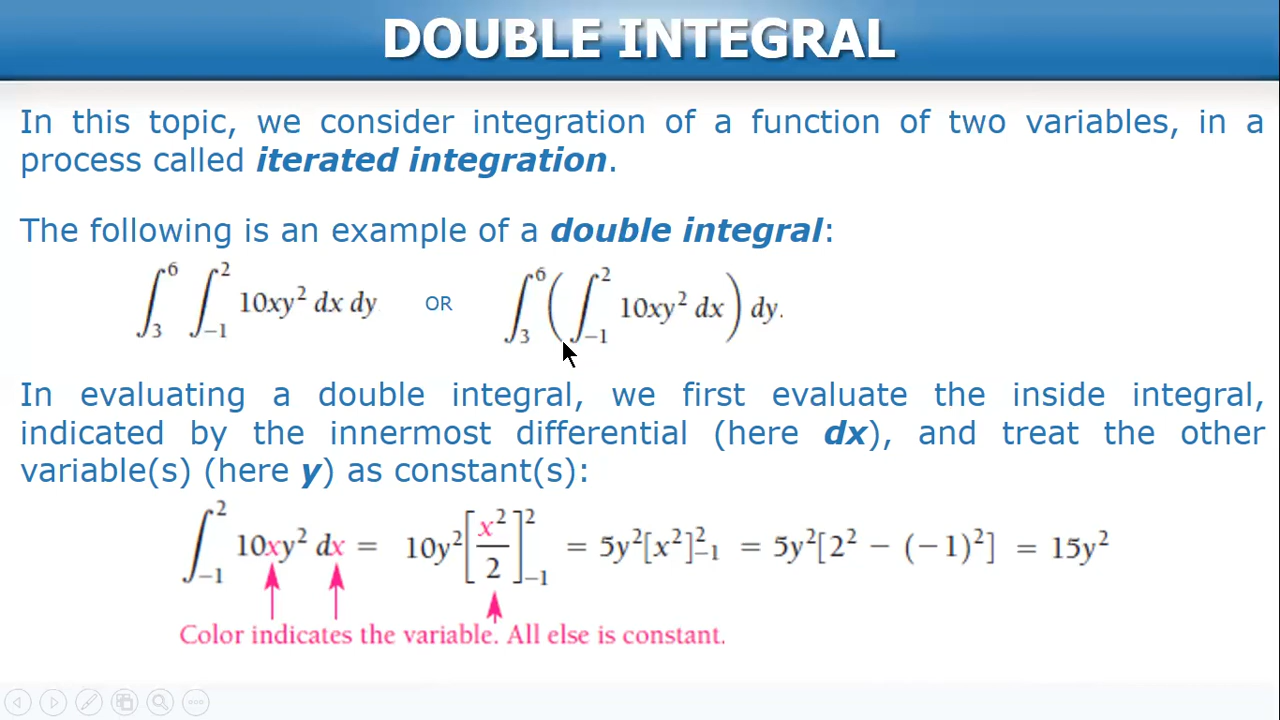 DOUBLE INTEGRAL
In this topic, we consider integration of a function of two variables, in a
process called iterated integration.
The following is an example of a double integral:
∫₃⁶ ∫₋₁² 10xy² dx dy OR ∫₃⁶ (∫₋₁² 10xy² dx) dy.
In evaluating a double integral, we first evaluate the inside integral,
indicated by the innermost differential (here dx), and treat the other
variable(s) (here y) as constant(s):
∫₋₁² 10xy² dx = 10y²[x²/2]₋₁² = 5y²[x²]₋₁² = 5y²[2² − (−1)²] = 15y²
Color indicates the variable. All else is constant.